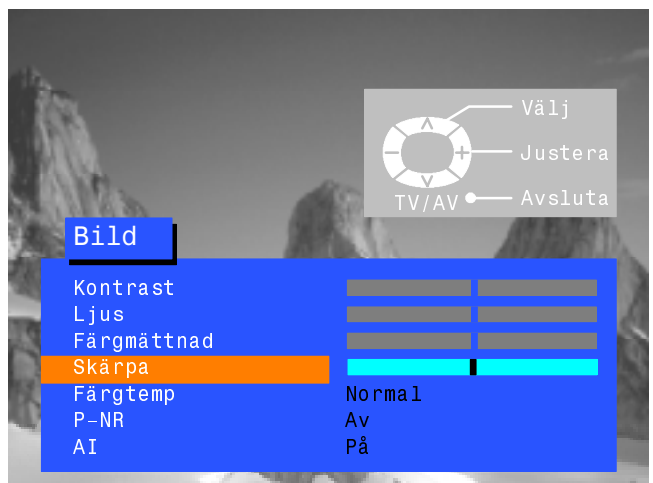 Välj
Justera
TV/AV Avsluta
Bild
Kontrast
Ljus
Färgmättnad
Skärpa
Färgtemp Normal
P-NR Av
AI På